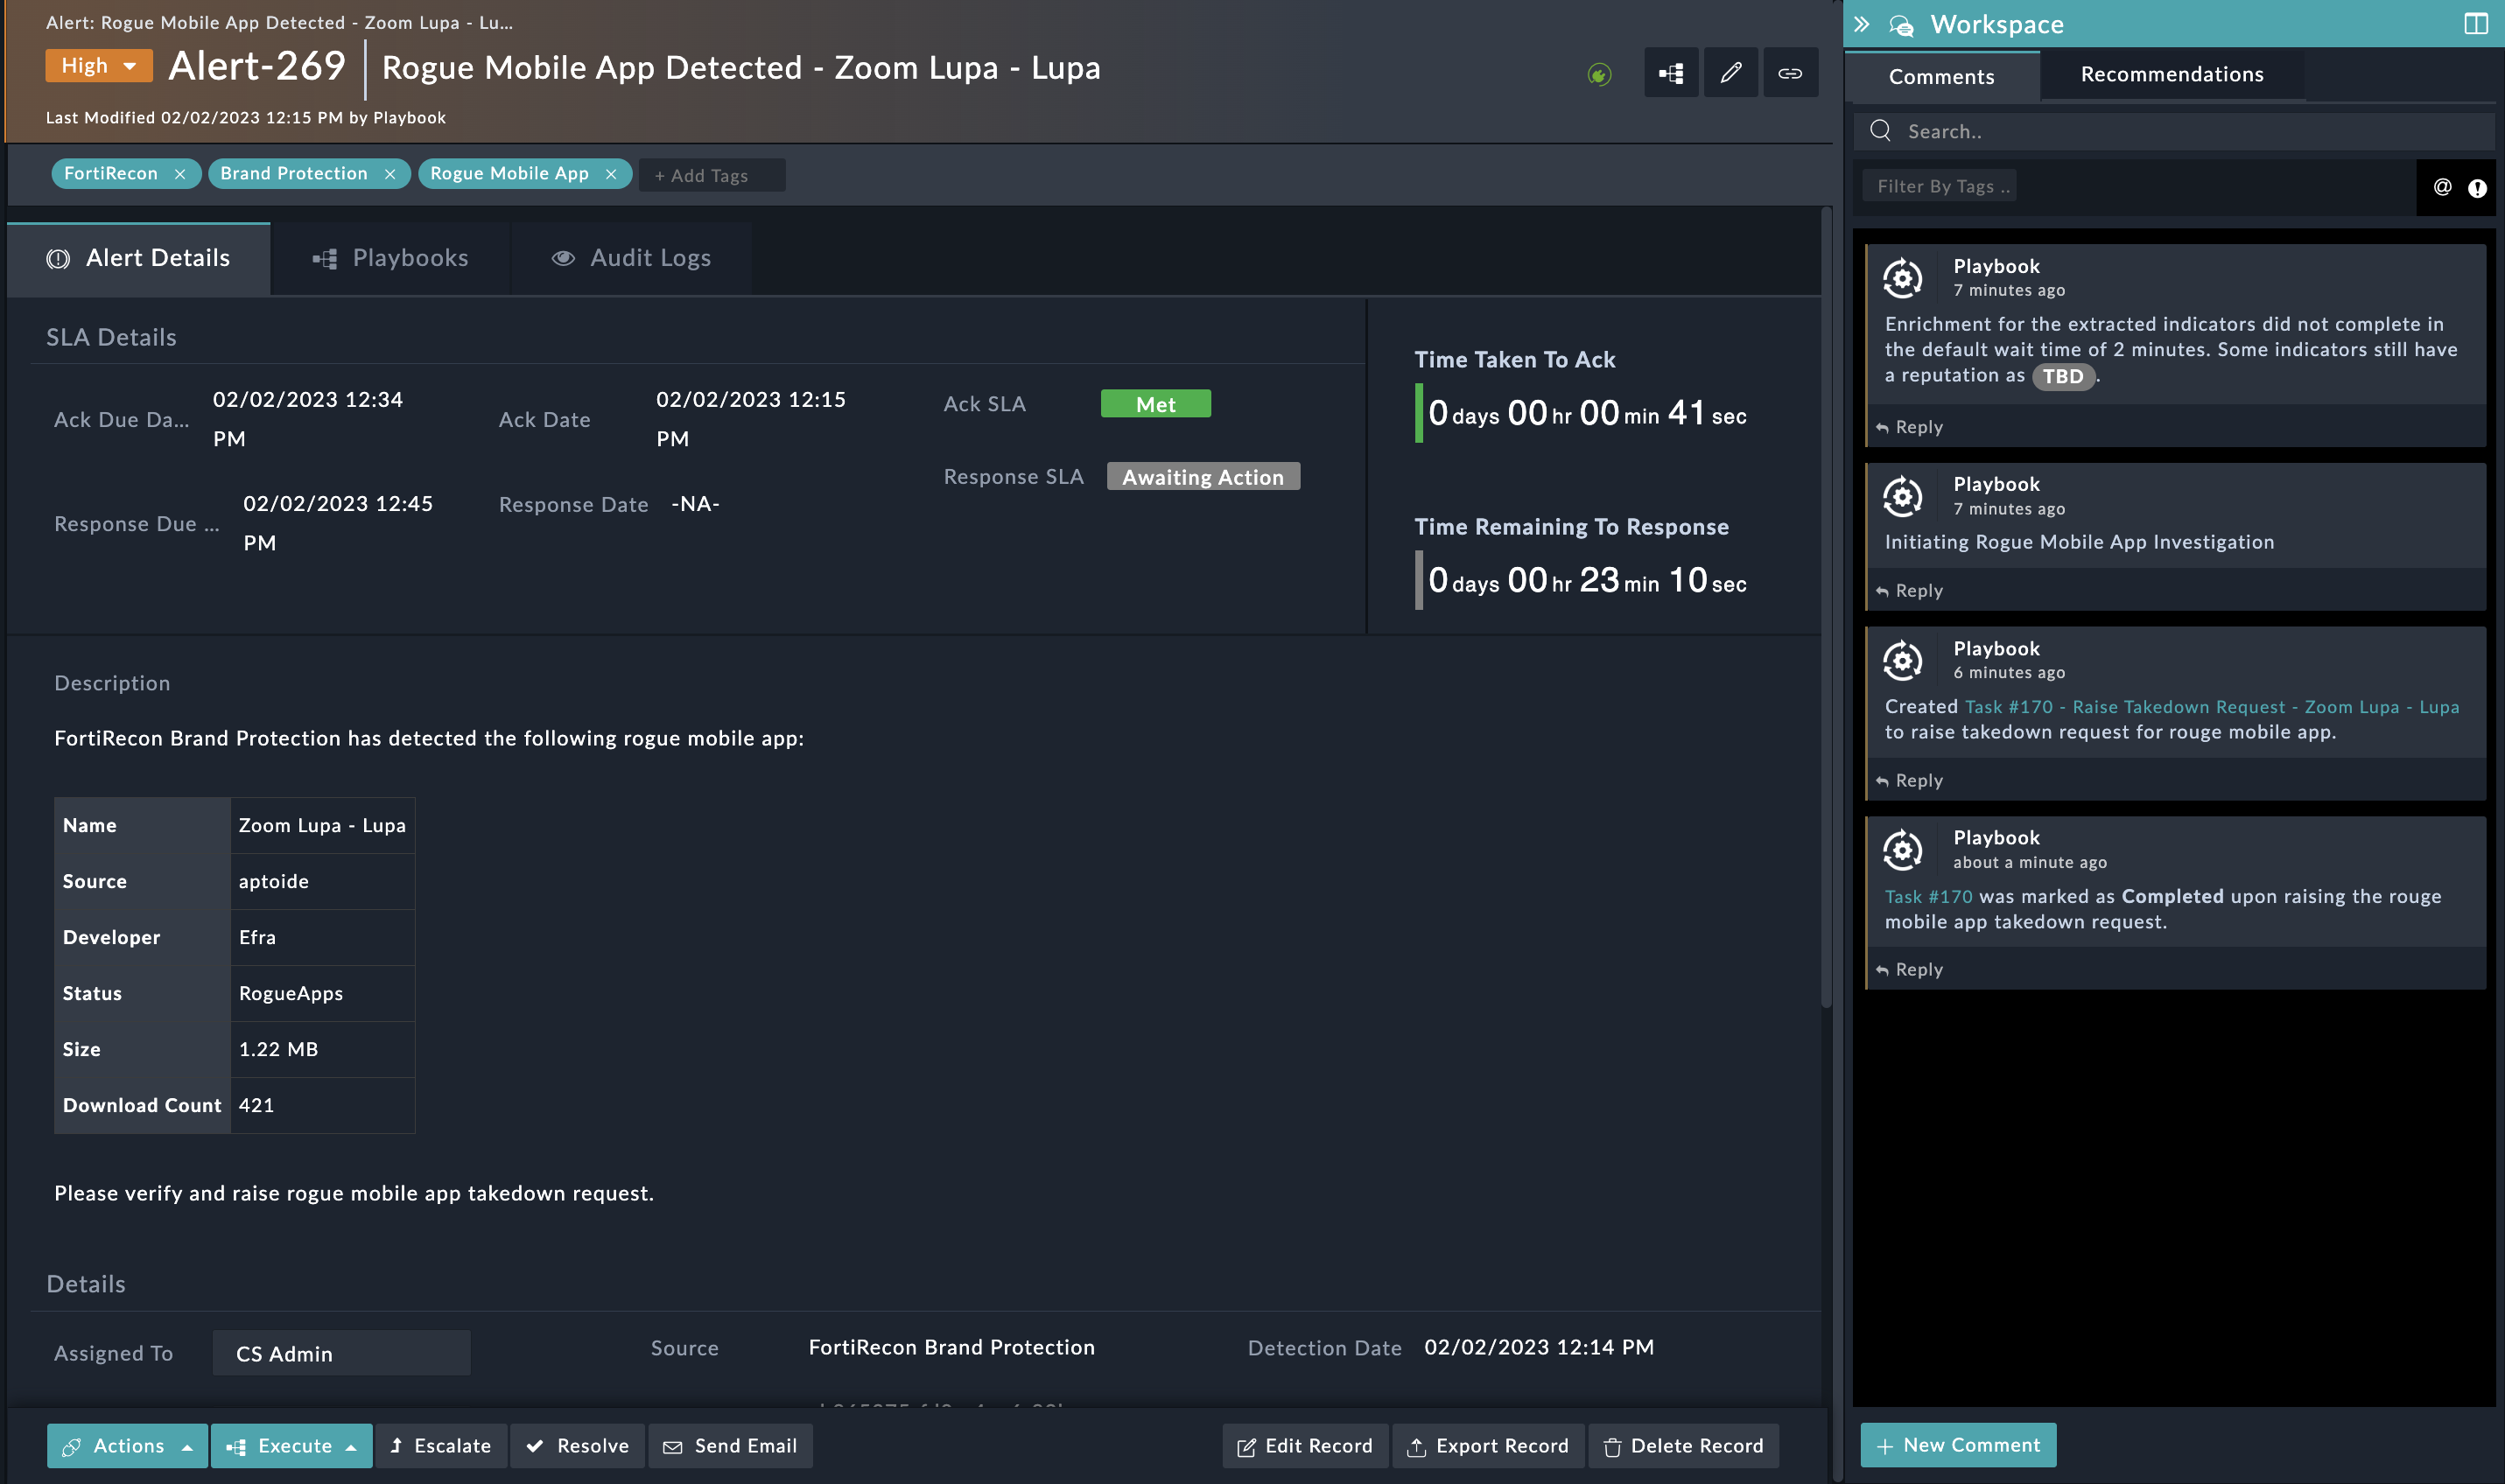 Alert: Rogue Mobile App Detected - Zoom Lupa - Lu...
High
Alert-269
Rogue Mobile App Detected - Zoom Lupa - Lupa
Last Modified 02/02/2023 12:15 PM by Playbook
FortiRecon × Brand Protection × Rogue Mobile App × + Add Tags
Alert Details Playbooks Audit Logs
SLA Details
Ack Due Da... 02/02/2023 12:34 PM
Ack Date 02/02/2023 12:15 PM
Ack SLA Met
Response Due ... 02/02/2023 12:45 PM
Response Date -NA-
Response SLA Awaiting Action
Time Taken To Ack
0 days 00 hr 00 min 41 sec
Time Remaining To Response
0 days 00 hr 23 min 10 sec
Description
FortiRecon Brand Protection has detected the following rogue mobile app:
Name Zoom Lupa - Lupa
Source aptoide
Developer Efra
Status RogueApps
Size 1.22 MB
Download Count 421
Please verify and raise rogue mobile app takedown request.
Details
Assigned To CS Admin
Source FortiRecon Brand Protection
Detection Date 02/02/2023 12:14 PM
Actions Execute Escalate Resolve Send Email Edit Record Export Record Delete Record
Workspace
Comments Recommendations
Search..
Filter By Tags .. @
Playbook
7 minutes ago
Enrichment for the extracted indicators did not complete in
the default wait time of 2 minutes. Some indicators still have
a reputation as TBD.
Reply
Playbook
7 minutes ago
Initiating Rogue Mobile App Investigation
Reply
Playbook
6 minutes ago
Created Task #170 - Raise Takedown Request - Zoom Lupa - Lupa
to raise takedown request for rouge mobile app.
Reply
Playbook
about a minute ago
Task #170 was marked as Completed upon raising the rouge
mobile app takedown request.
Reply
+ New Comment